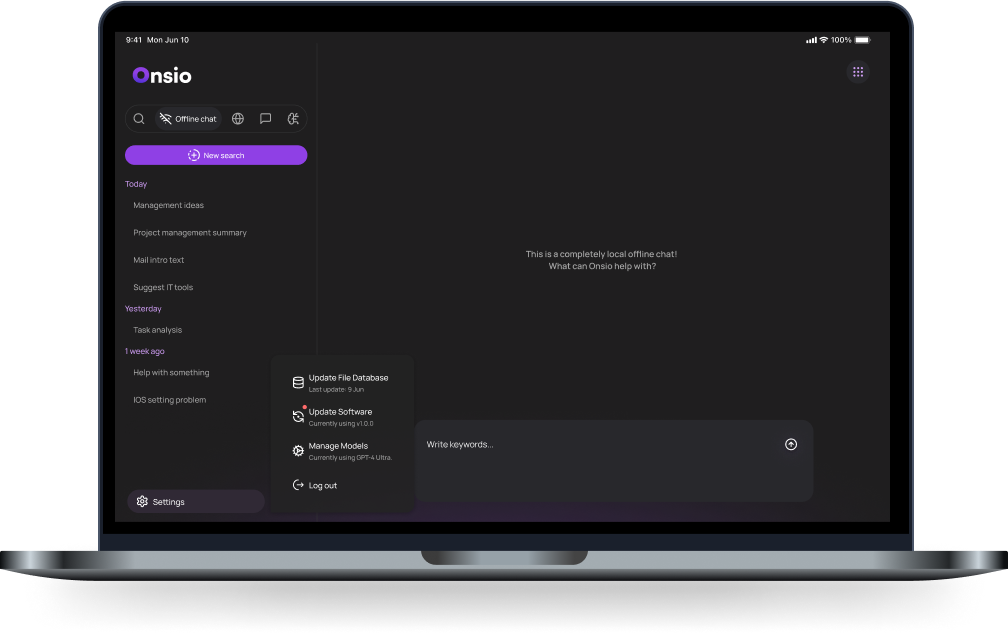 9:41 Mon Jun 10
100%
Onsio
Offline chat
New search
Today
Management ideas
Project management summary
Mail intro text
Suggest IT tools
Yesterday
Task analysis
1 week ago
Help with something
IOS setting problem
Settings
Update File Database
Last update: 9 Jun
Update Software
Currently using v1.0.0
Manage Models
Currently using GPT-4 Ultra.
Log out
This is a completely local offline chat!
What can Onsio help with?
Write keywords...